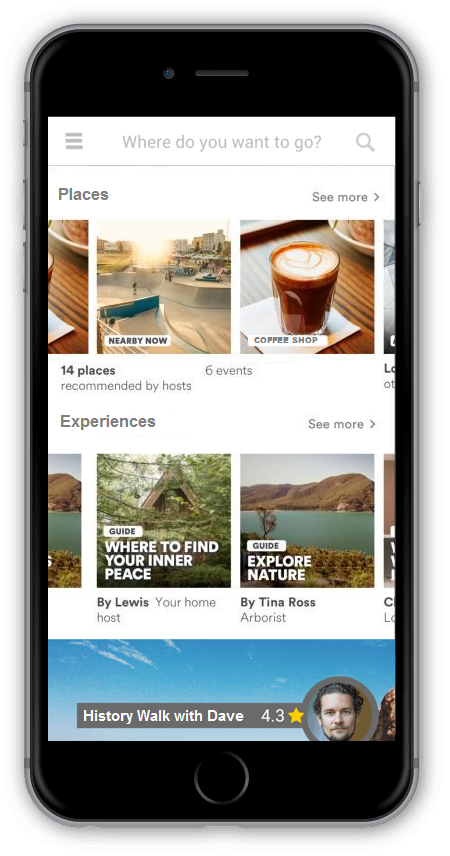 Where do you want to go?
Places
See more
NEARBY NOW
COFFEE SHOP
14 places
recommended by hosts
6 events
Lo
ot
Experiences
See more
S
GUIDE
WHERE TO FIND
YOUR INNER
PEACE
GUIDE
EXPLORE
NATURE
By Lewis Your home
host
By Tina Ross
Arborist
Cl
Lo
History Walk with Dave 4.3